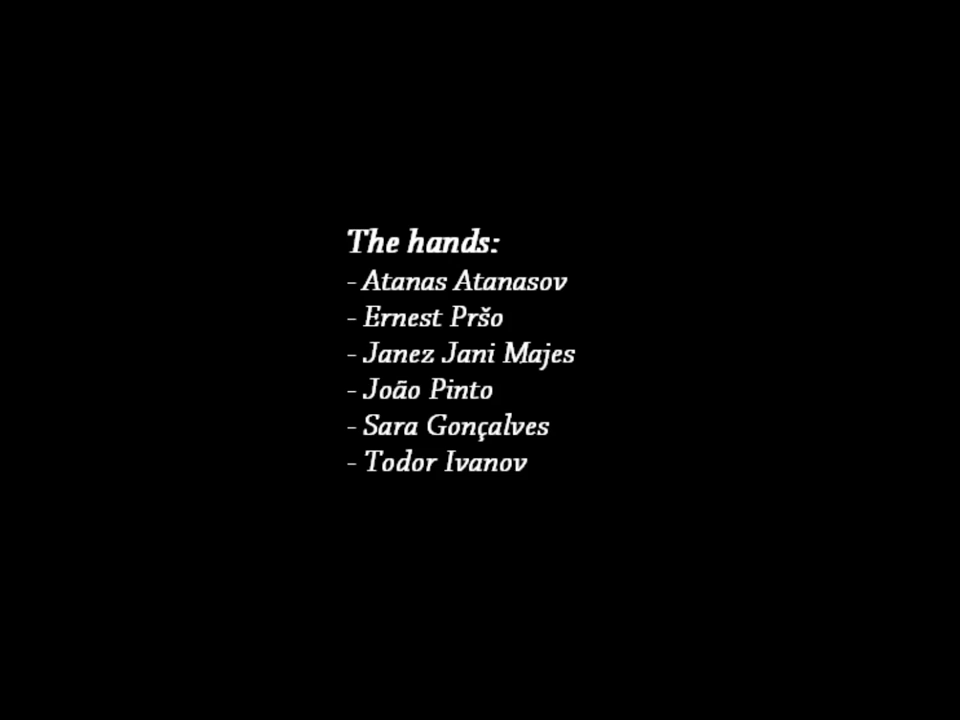 The hands:
- Atanas Atanasov
- Ernest Pršo
- Janez Jani Majes
- João Pinto
- Sara Gonçalves
- Todor Ivanov